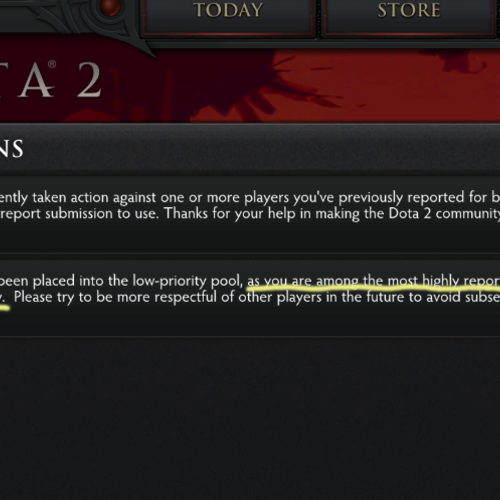 TODAY STORE
TA® 2
NS
ently taken action against one or more players you've previously reported for b
report submission to use. Thanks for your help in making the Dota 2 community
been placed into the low-priority pool, as you are among the most highly repor
. Please try to be more respectful of other players in the future to avoid subse